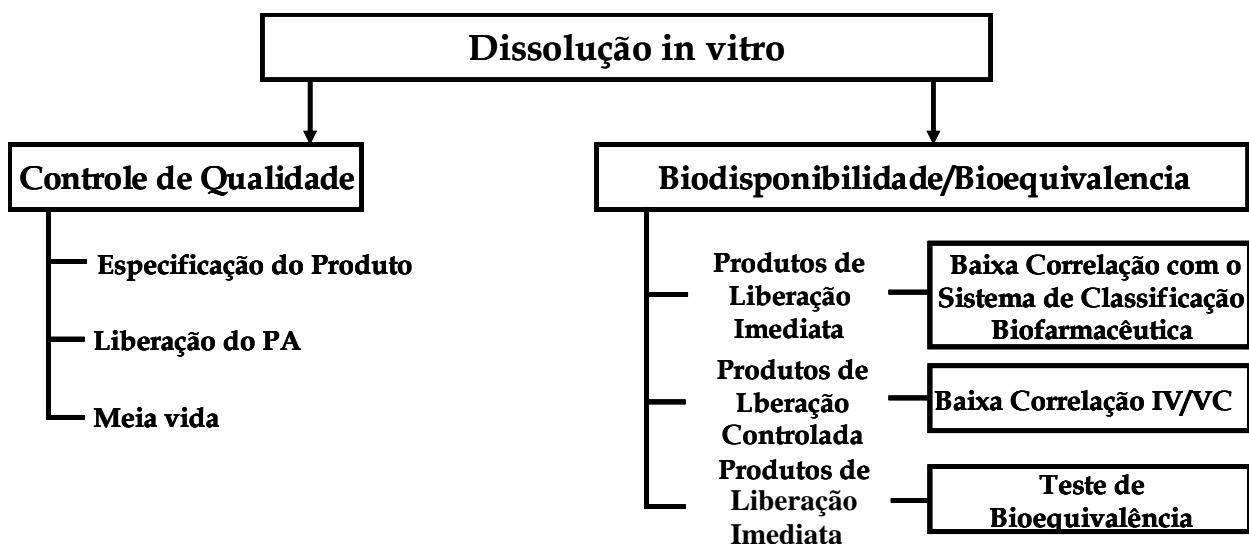 Dissolução in vitro
Controle de Qualidade
Especificação do Produto
Liberação do PA
Meia vida
Biodisponibilidade/Bioequivalencia
Produtos de
Liberação
Imediata
Baixa Correlação com o
Sistema de Classificação
Biofarmacêutica
Produtos de
Lberação
Controlada
Baixa Correlação IV/VC
Produtos de
Liberação
Imediata
Teste de
Bioequivalência